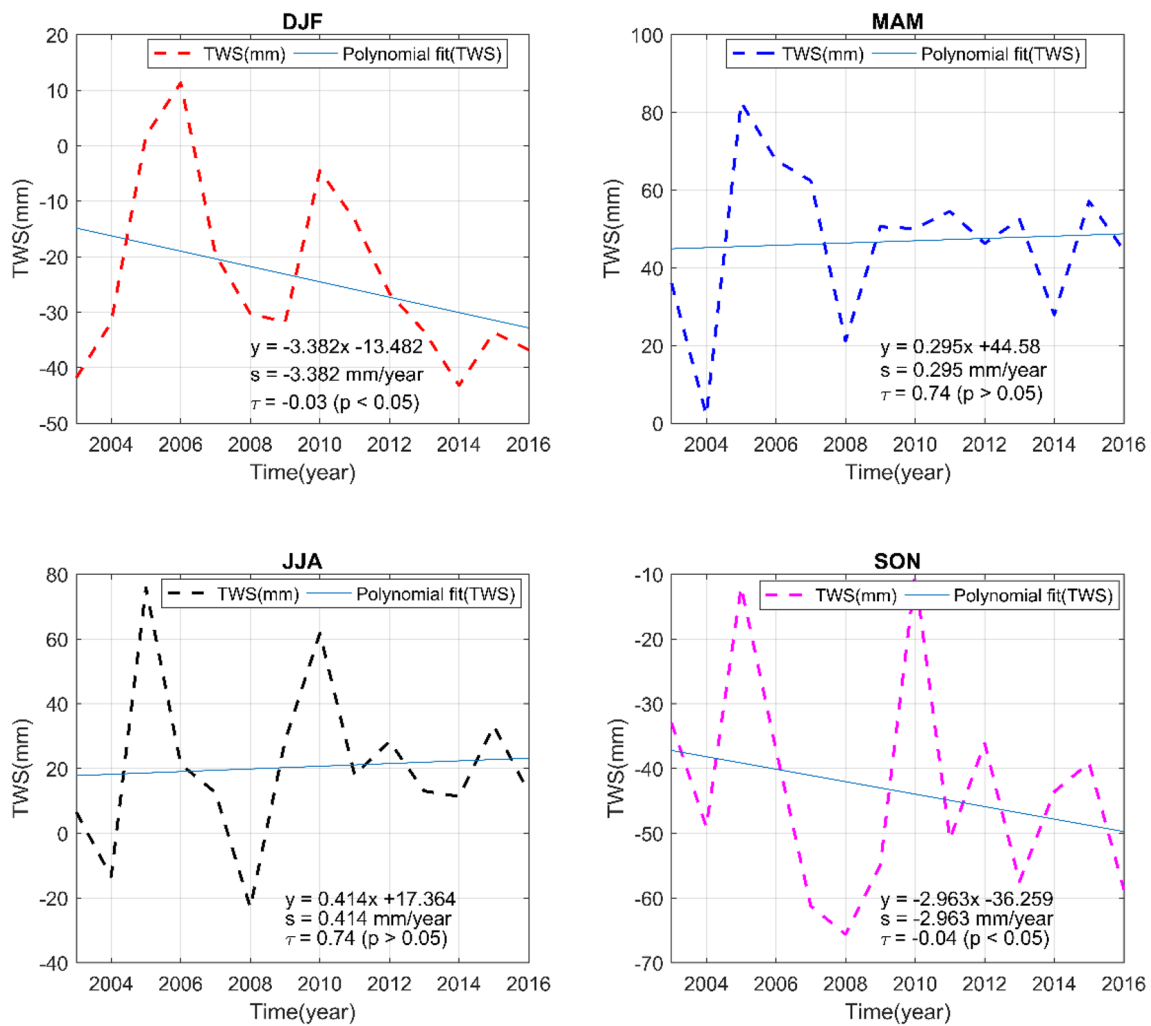 DJF
TWS(mm) Polynomial fit(TWS)
20
10
0
-10
-20
-30
-40
-50
TWS(mm)
y = -3.382x -13.482
s = -3.382 mm/year
τ = -0.03 (p < 0.05)
2004 2006 2008 2010 2012 2014 2016
Time(year)
MAM
TWS(mm) Polynomial fit(TWS)
100
80
60
40
20
0
TWS(mm)
y = 0.295x +44.58
s = 0.295 mm/year
τ = 0.74 (p > 0.05)
2004 2006 2008 2010 2012 2014 2016
Time(year)
JJA
TWS(mm) Polynomial fit(TWS)
80
60
40
20
0
-20
-40
TWS(mm)
y = 0.414x +17.364
s = 0.414 mm/year
τ = 0.74 (p > 0.05)
2004 2006 2008 2010 2012 2014 2016
Time(year)
SON
TWS(mm) Polynomial fit(TWS)
-10
-20
-30
-40
-50
-60
-70
TWS(mm)
y = -2.963x -36.259
s = -2.963 mm/year
τ = -0.04 (p < 0.05)
2004 2006 2008 2010 2012 2014 2016
Time(year)